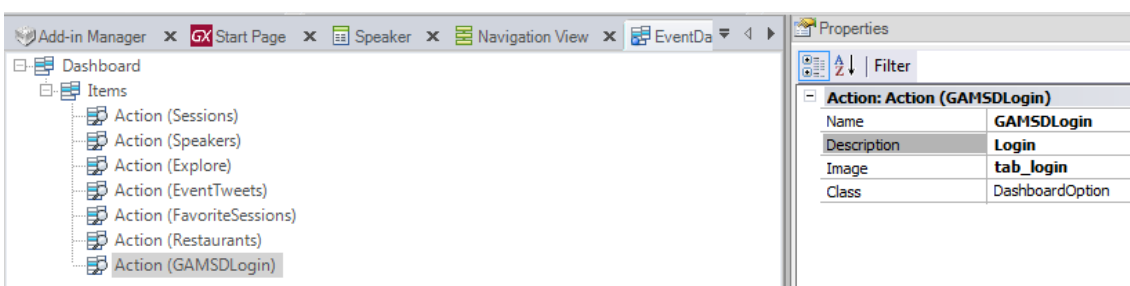 Add-in Manager GX Start Page Speaker Navigation View EventDa
Dashboard
Items
Action (Sessions)
Action (Speakers)
Action (Explore)
Action (EventTweets)
Action (FavoriteSessions)
Action (Restaurants)
Action (GAMSDLogin)
Properties
A Z Filter
Action: Action (GAMSDLogin)
Name GAMSDLogin
Description Login
Image tab_login
Class DashboardOption